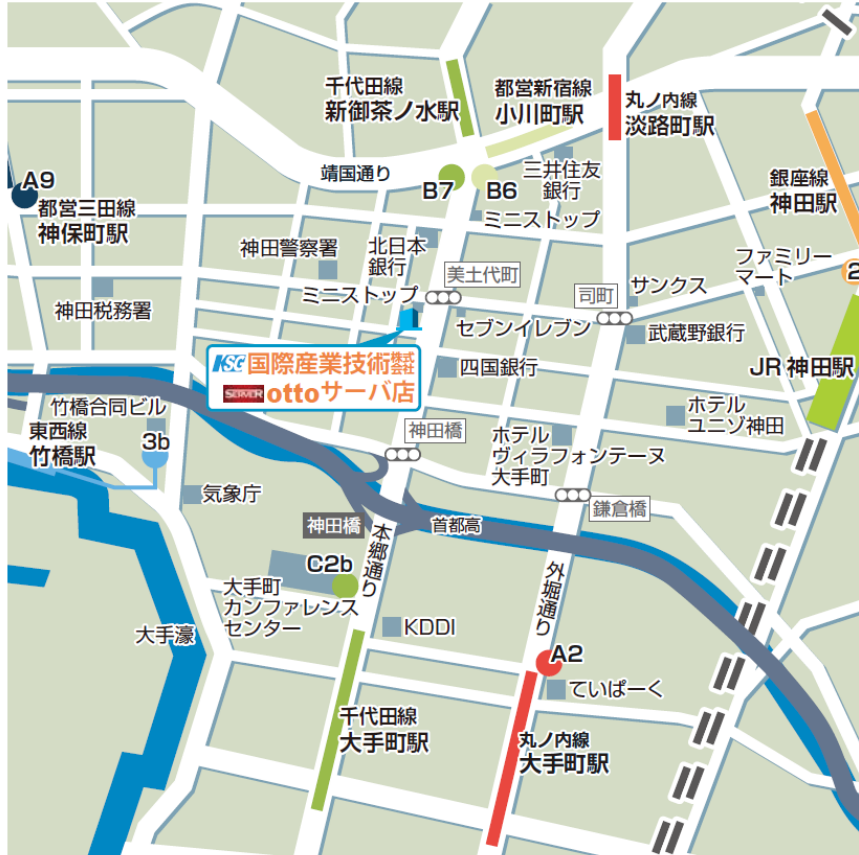 千代田線
新御茶ノ水駅
都営新宿線
小川町駅
丸ノ内線
淡路町駅
靖国通り
B7
B6
三井住友
銀行
銀座線
神田駅
A9
都営三田線
神保町駅
ミニストップ
神田警察署
北日本
銀行
美土代町
ファミリー
マート
2
神田税務署
ミニストップ
司町
サンクス
セブンイレブン
武蔵野銀行
KSG 国際産業技術株式会社
SERVER ottoサーバ店
四国銀行
JR 神田駅
竹橋合同ビル
東西線
竹橋駅
3b
神田橋
ホテル
ヴィラフォンテーヌ
大手町
ホテル
ユニゾ神田
気象庁
神田橋
首都高
鎌倉橋
本郷通り
外堀通り
C2b
大手町
カンファレンス
センター
大手濠
KDDI
A2
ていぱーく
千代田線
大手町駅
丸ノ内線
大手町駅